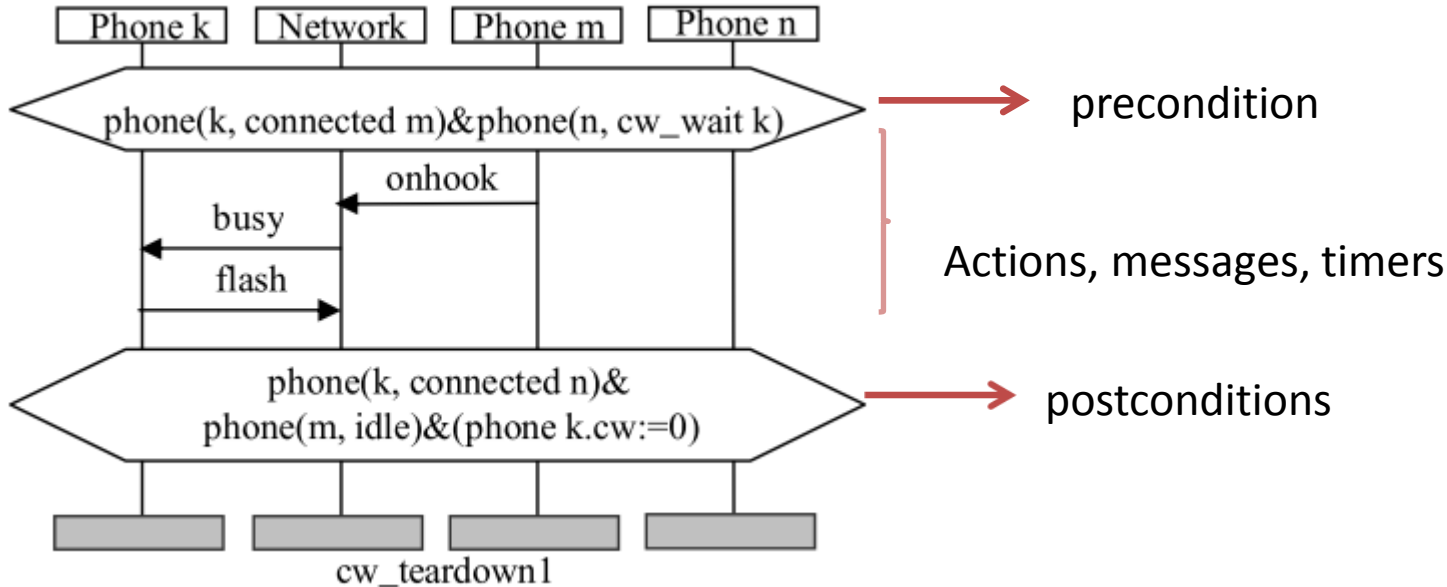 Phone k
Network
Phone m
Phone n
phone(k, connected m)&phone(n, cw_wait k)
precondition
onhook
busy
flash
Actions, messages, timers
phone(k, connected n)&
phone(m, idle)&(phone k.cw:=0)
postconditions
cw_teardown1